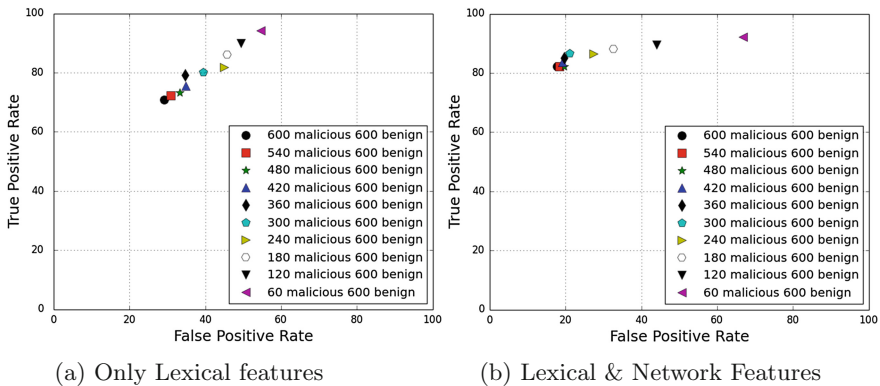 100
80
60
40
20
0
True Positive Rate
600 malicious 600 benign
540 malicious 600 benign
480 malicious 600 benign
420 malicious 600 benign
360 malicious 600 benign
300 malicious 600 benign
240 malicious 600 benign
180 malicious 600 benign
120 malicious 600 benign
60 malicious 600 benign
0 20 40 60 80 100
False Positive Rate
(a) Only Lexical features
100
80
60
40
20
0
True Positive Rate
600 malicious 600 benign
540 malicious 600 benign
480 malicious 600 benign
420 malicious 600 benign
360 malicious 600 benign
300 malicious 600 benign
240 malicious 600 benign
180 malicious 600 benign
120 malicious 600 benign
60 malicious 600 benign
0 20 40 60 80 100
False Positive Rate
(b) Lexical & Network Features